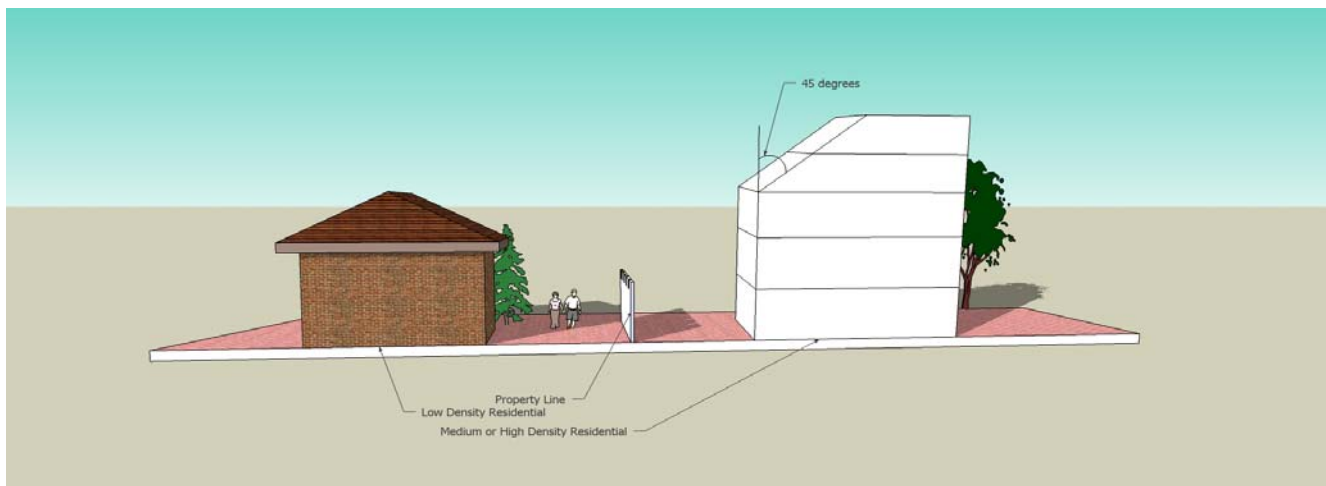 45 degrees
Property Line
Low Density Residential
Medium or High Density Residential